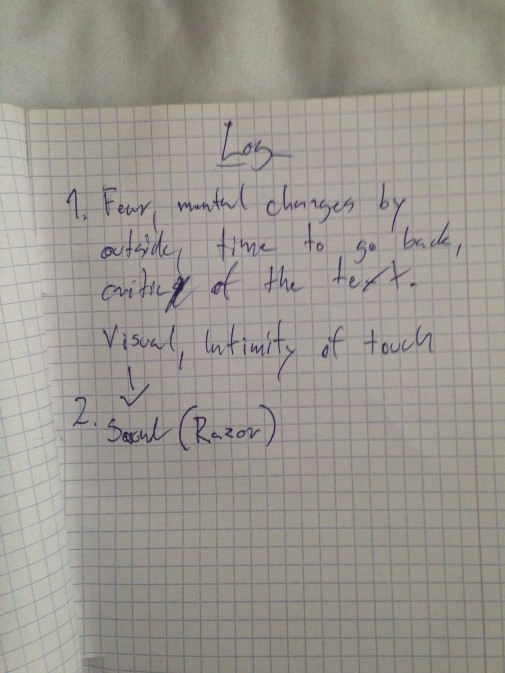 Log
1. Fear, mental changes by
outside, time to go back,
critic of the text.
Visual, Intimity of touch
2. (Razor)